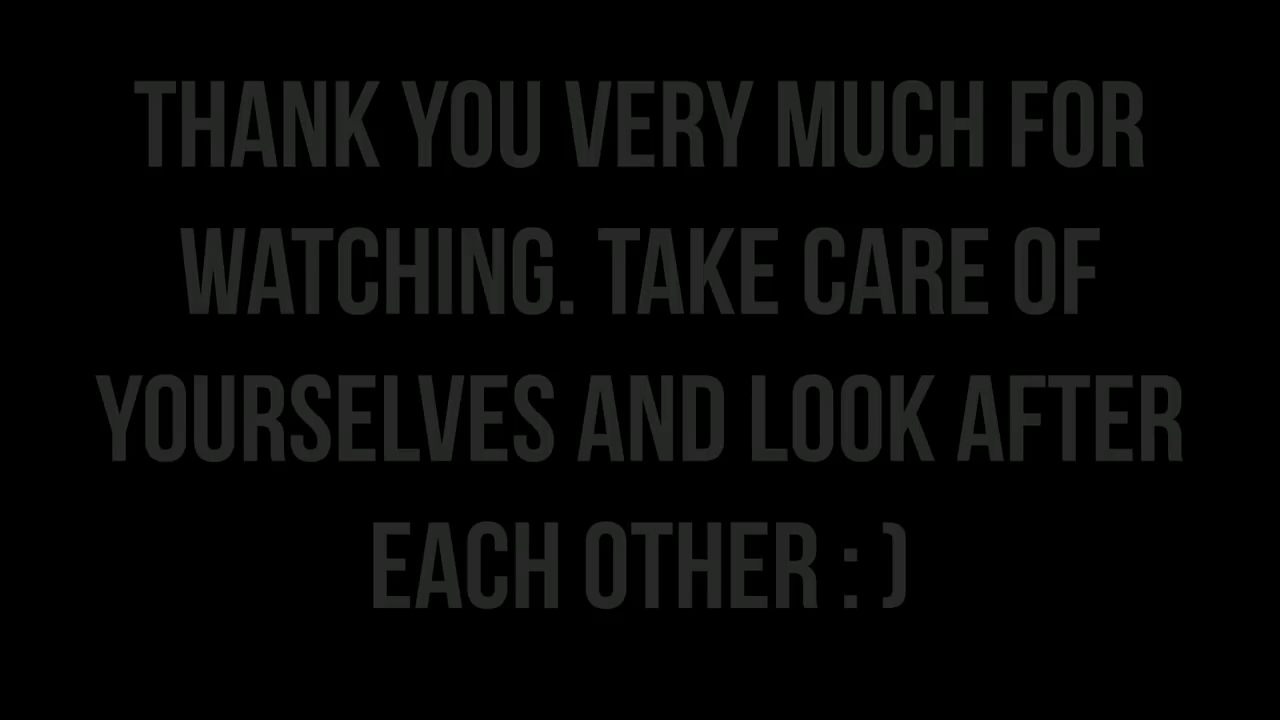 THANK YOU VERY MUCH FOR
WATCHING. TAKE CARE OF
YOURSELVES AND LOOK AFTER
EACH OTHER : )